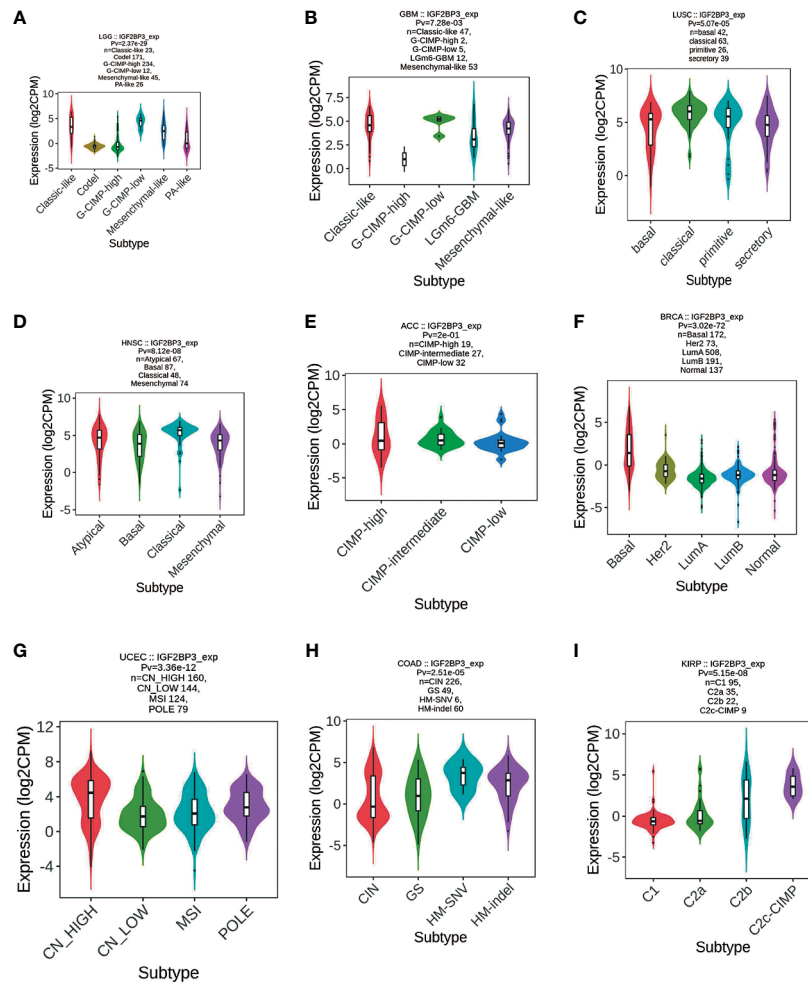 A
LGG :: IGF2BP3_exp
Pv=2.37e-29
n=Classic-like 23,
Codel 171,
G-CIMP-high 234,
G-CIMP-low 12,
Mesenchymal-like 45,
PA-like 26
Expression (log2CPM)
10
5
0
-5
Classic-like
Codel
G-CIMP-high
G-CIMP-low
Mesenchymal-like
PA-like
Subtype
B
GBM :: IGF2BP3_exp
Pv=7.28e-03
n=Classic-like 47,
G-CIMP-high 2,
G-CIMP-low 5,
LGm6-GBM 12,
Mesenchymal-like 53
Expression (log2CPM)
7.5
5.0
2.5
0.0
Classic-like
G-CIMP-high
G-CIMP-low
LGm6-GBM
Mesenchymal-like
Subtype
C
LUSC :: IGF2BP3_exp
Pv=5.07e-05
n=basal 42,
classical 63,
primitive 26,
secretory 39
Expression (log2CPM)
10
5
0
basal
classical
primitive
secretory
Subtype
D
HNSC :: IGF2BP3_exp
Pv=8.12e-08
n=Atypical 67,
Basal 87,
Classical 48,
Mesenchymal 74
Expression (log2CPM)
10
5
0
-5
Atypical
Basal
Classical
Mesenchymal
Subtype
E
ACC :: IGF2BP3_exp
Pv=2e-01
n=CIMP-high 19,
CIMP-intermediate 27,
CIMP-low 32
Expression (log2CPM)
10
5
0
-5
CIMP-high
CIMP-intermediate
CIMP-low
Subtype
F
BRCA :: IGF2BP3_exp
Pv=3.02e-72
n=Basal 172,
Her2 73,
LumA 508,
LumB 191,
Normal 137
Expression (log2CPM)
5
0
-5
Basal
Her2
LumA
LumB
Normal
Subtype
G
UCEC :: IGF2BP3_exp
Pv=3.36e-12
n=CN_HIGH 160,
CN_LOW 144,
MSI 124,
POLE 79
Expression (log2CPM)
12
8
4
0
-4
CN_HIGH
CN_LOW
MSI
POLE
Subtype
H
COAD :: IGF2BP3_exp
Pv=2.51e-05
n=CIN 226,
GS 49,
HM-SNV 6,
HM-indel 60
Expression (log2CPM)
10
5
0
-5
CIN
GS
HM-SNV
HM-indel
Subtype
I
KIRP :: IGF2BP3_exp
Pv=5.15e-08
n=C1 95,
C2a 35,
C2b 22,
C2c-CIMP 9
Expression (log2CPM)
10
5
0
-5
C1
C2a
C2b
C2c-CIMP
Subtype